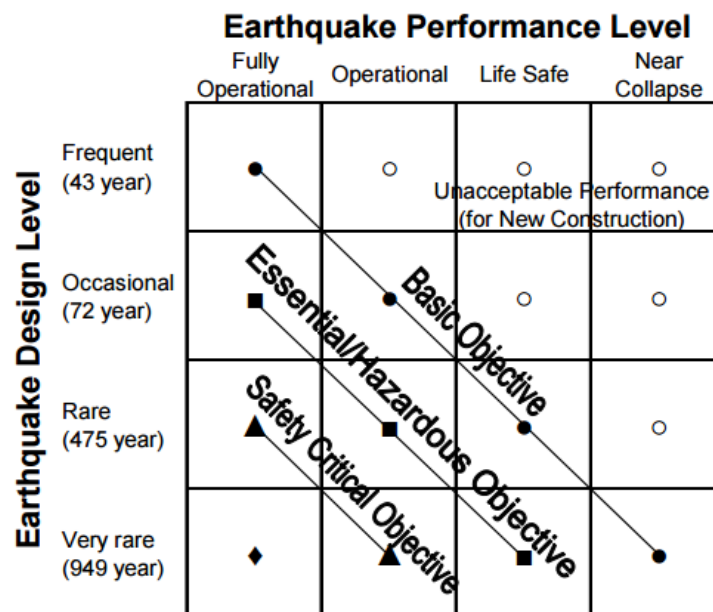 Earthquake Performance Level
Fully
Operational
Operational
Life Safe
Near
Collapse
Earthquake Design Level
Frequent
(43 year)
Unacceptable Performance
(for New Construction)
Occasional
(72 year)
Basic Objective
Essential/Hazardous Objective
Rare
(475 year)
Safety Critical Objective
Very rare
(949 year)